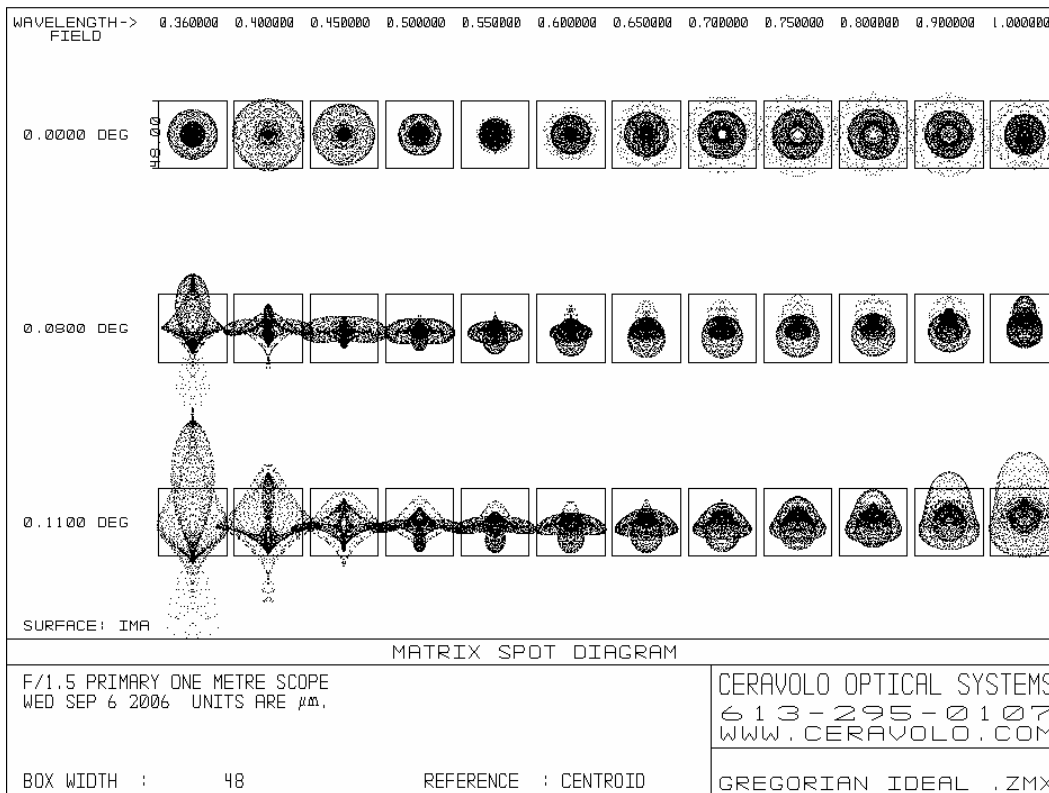 WAVELENGTH-> 0.360000 0.400000 0.450000 0.500000 0.550000 0.600000 0.650000 0.700000 0.750000 0.800000 0.900000 1.000000
FIELD
0.0000 DEG
48.00
0.0800 DEG
0.1100 DEG
SURFACE: IMA
MATRIX SPOT DIAGRAM
F/1.5 PRIMARY ONE METRE SCOPE
WED SEP 6 2006 UNITS ARE µm.
BOX WIDTH : 48 REFERENCE : CENTROID
CERAVOLO OPTICAL SYSTEMS
613-295-0107
WWW.CERAVOLO.COM
GREGORIAN IDEAL .ZMX